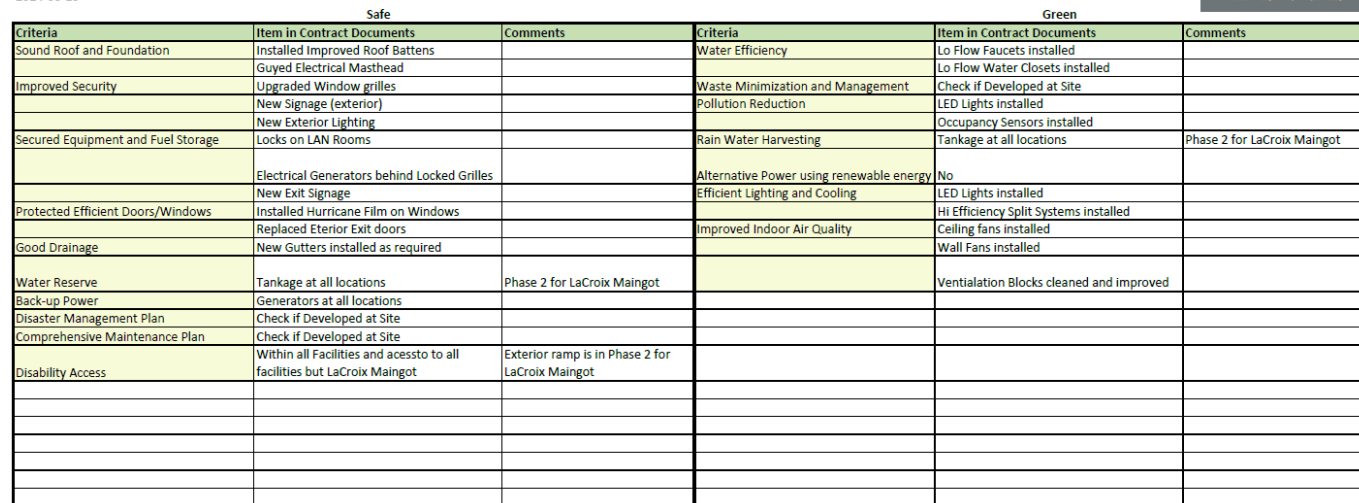 Safe Green
Criteria Item in Contract Documents Comments Criteria Item in Contract Documents Comments
Sound Roof and Foundation Installed Improved Roof Battens Water Efficiency Lo Flow Faucets installed
Guyed Electrical Masthead Lo Flow Water Closets installed
Improved Security Upgraded Window grilles Waste Minimization and Management Check if Developed at Site
New Signage (exterior) Pollution Reduction LED Lights installed
New Exterior Lighting Occupancy Sensors installed
Secured Equipment and Fuel Storage Locks on LAN Rooms Rain Water Harvesting Tankage at all locations Phase 2 for LaCroix Maingot
Electrical Generators behind Locked Grilles Alternative Power using renewable energy No
New Exit Signage Efficient Lighting and Cooling LED Lights installed
Protected Efficient Doors/Windows Installed Hurricane Film on Windows Hi Efficiency Split Systems installed
Replaced Eterior Exit doors Improved Indoor Air Quality Ceiling fans installed
Good Drainage New Gutters installed as required Wall Fans installed
Water Reserve Tankage at all locations Phase 2 for LaCroix Maingot Ventialation Blocks cleaned and improved
Back-up Power Generators at all locations
Disaster Management Plan Check if Developed at Site
Comprehensive Maintenance Plan Check if Developed at Site
Within all Facilities and acessto to all Exterior ramp is in Phase 2 for
Disability Access facilities but LaCroix Maingot LaCroix Maingot